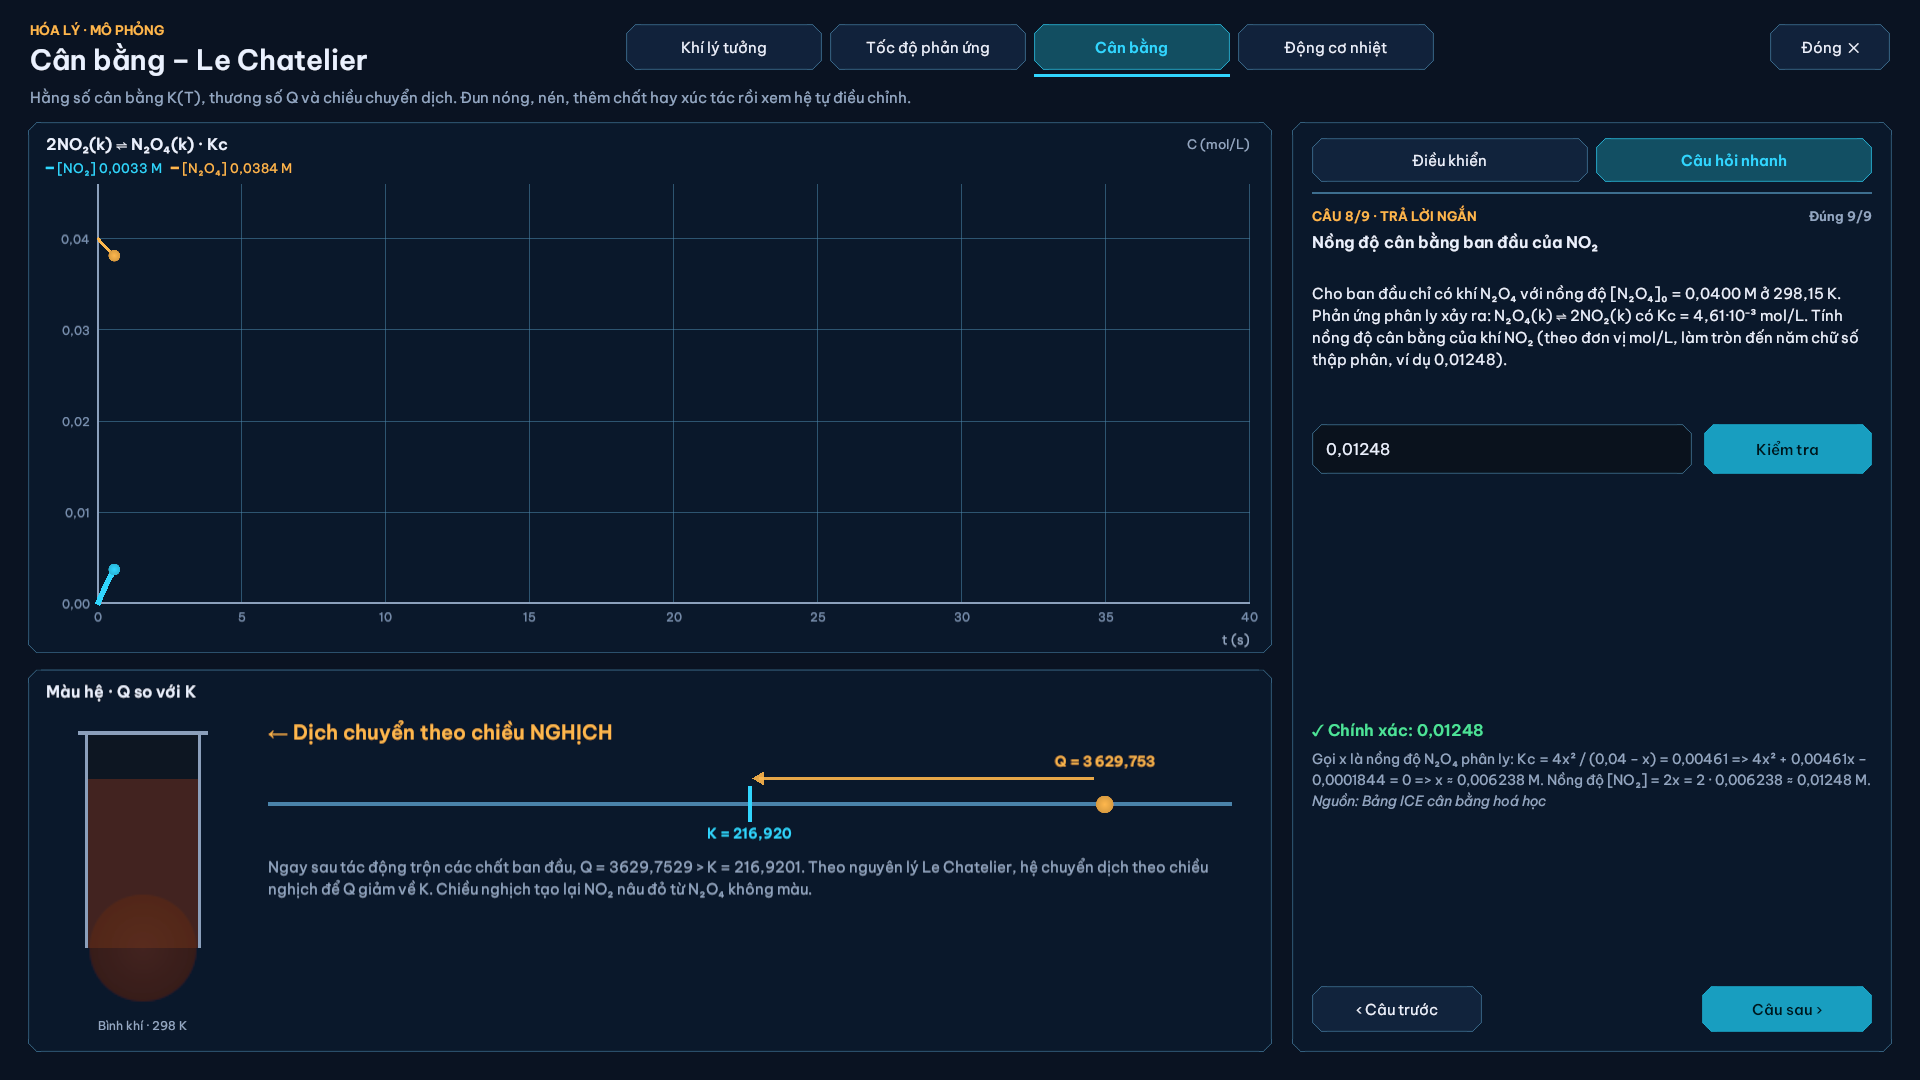 HÓA LÝ · MÔ PHỎNG
Cân bằng – Le Chatelier
Khí lý tưởng
Tốc độ phản ứng
Cân bằng
Động cơ nhiệt
Đóng ✕
Hằng số cân bằng K(T), thương số Q và chiều chuyển dịch. Đun nóng, nén, thêm chất hay xúc tác rồi xem hệ tự điều chỉnh.
2NO₂(k) ⇌ N₂O₄(k) · Kc
C (mol/L)
[NO₂] 0,0033 M
[N₂O₄] 0,0384 M
0,04
0,03
0,02
0,01
0,00
0
5
10
15
20
25
30
35
40
t (s)
Màu hệ · Q so với K
← Dịch chuyển theo chiều NGHỊCH
Q = 3 629,753
K = 216,920
Ngay sau tác động trộn các chất ban đầu, Q = 3629,7529 > K = 216,9201. Theo nguyên lý Le Chatelier, hệ chuyển dịch theo chiều
nghịch để Q giảm về K. Chiều nghịch tạo lại NO₂ nâu đỏ từ N₂O₄ không màu.
Bình khí · 298 K
Điều khiển
Câu hỏi nhanh
CÂU 8/9 · TRẢ LỜI NGẮN
Đúng 9/9
Nồng độ cân bằng ban đầu của NO₂
Cho ban đầu chỉ có khí N₂O₄ với nồng độ [N₂O₄]₀ = 0,0400 M ở 298,15 K.
Phản ứng phân ly xảy ra: N₂O₄(k) ⇌ 2NO₂(k) có Kc = 4,61·10⁻³ mol/L. Tính
nồng độ cân bằng của khí NO₂ (theo đơn vị mol/L, làm tròn đến năm chữ số
thập phân, ví dụ 0,01248).
0,01248
Kiểm tra
✓ Chính xác: 0,01248
Gọi x là nồng độ N₂O₄ phân ly: Kc = 4x² / (0,04 – x) = 0,00461 => 4x² + 0,00461x –
0,0001844 = 0 => x ≈ 0,006238 M. Nồng độ [NO₂] = 2x = 2 · 0,006238 ≈ 0,01248 M.
Nguồn: Bảng ICE cân bằng hoá học
‹ Câu trước
Câu sau ›